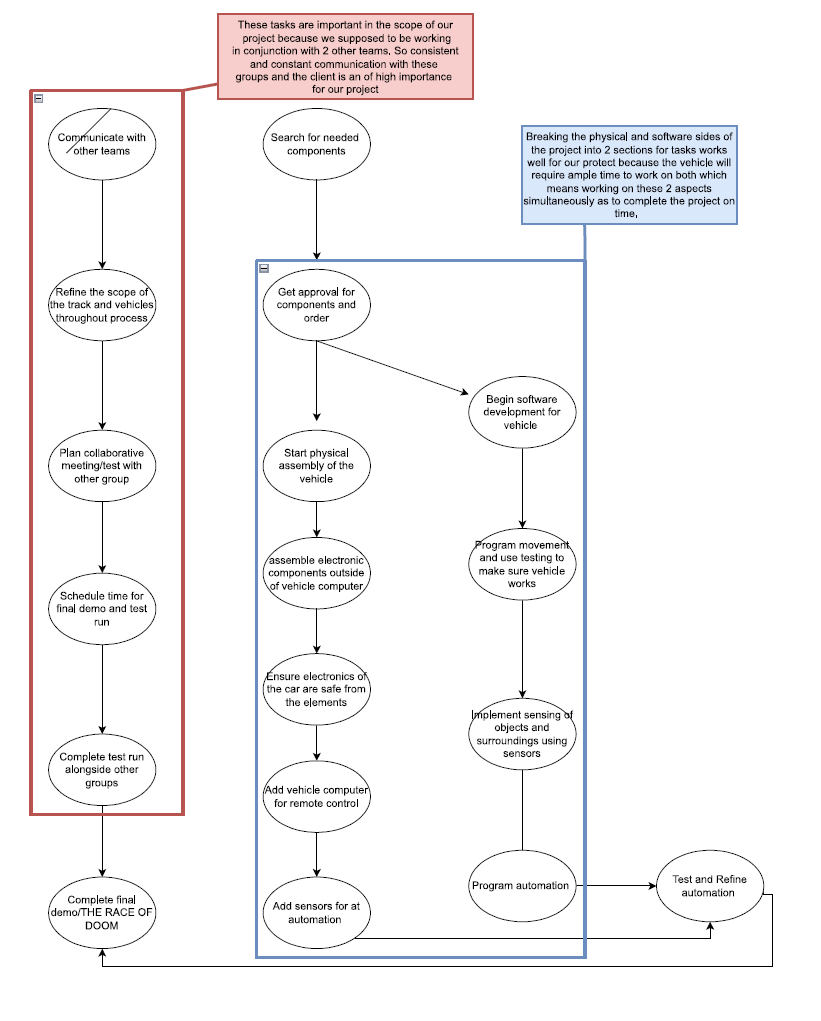 These tasks are important in the scope of our
project because we supposed to be working
in conjunction with 2 other teams, So consistent
and constant communication with these
groups and the client is an of high importance
for our project
Communicate with
other teams
Search for needed
components
Breaking the physical and software sides of
the project into 2 sections for tasks works
well for our protect because the vehicle will
require ample time to work on both which
means working on these 2 aspects
simultaneously as to complete the project on
time,
Refine the scope of
the track and vehicles
throughout process
Get approval for
components and
order
Begin software
development for
vehicle
Plan collaborative
meeting/test with
other group
Start physical
assembly of the
vehicle
Program movement
and use testing to
make sure vehicle
works
assemble electronic
components outside
of vehicle computer
Schedule time for
final demo and test
run
Ensure electronics of
the car are safe from
the elements
Implement sensing of
objects and
surroundings using
sensors
Complete test run
alongside other
groups
Add vehicle computer
for remote control
Program automation
Test and Refine
automation
Complete final
demo/THE RACE OF
DOOM
Add sensors for at
automation